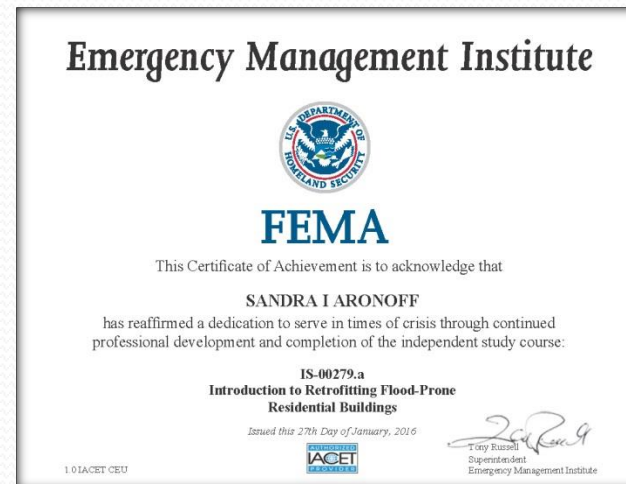 Emergency Management Institute
U.S. DEPARTMENT OF
HOMELAND SECURITY
FEMA
This Certificate of Achievement is to acknowledge that
SANDRA I ARONOFF
has reaffirmed a dedication to serve in times of crisis through continued
professional development and completion of the independent study course:
IS-00279.a
Introduction to Retrofitting Flood-Prone
Residential Buildings
Issued this 27th Day of January, 2016
Tony Russell
Superintendent
Emergency Management Institute
AUTHORIZED
IACET
PROVIDER
1.0 IACET CEU